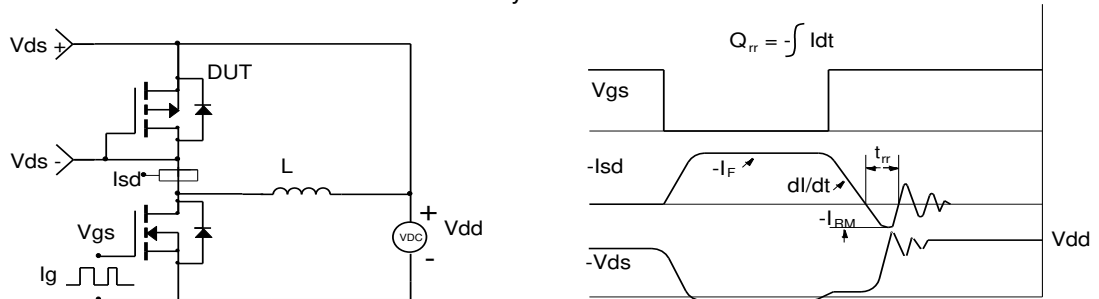 Vds +
DUT
Vds -
Isd
L
Vgs
Ig
+
VDC
-
Vdd
Qrr = -∫ Idt
Vgs
-Isd
-IF
dI/dt
trr
-IRM
-Vds
Vdd